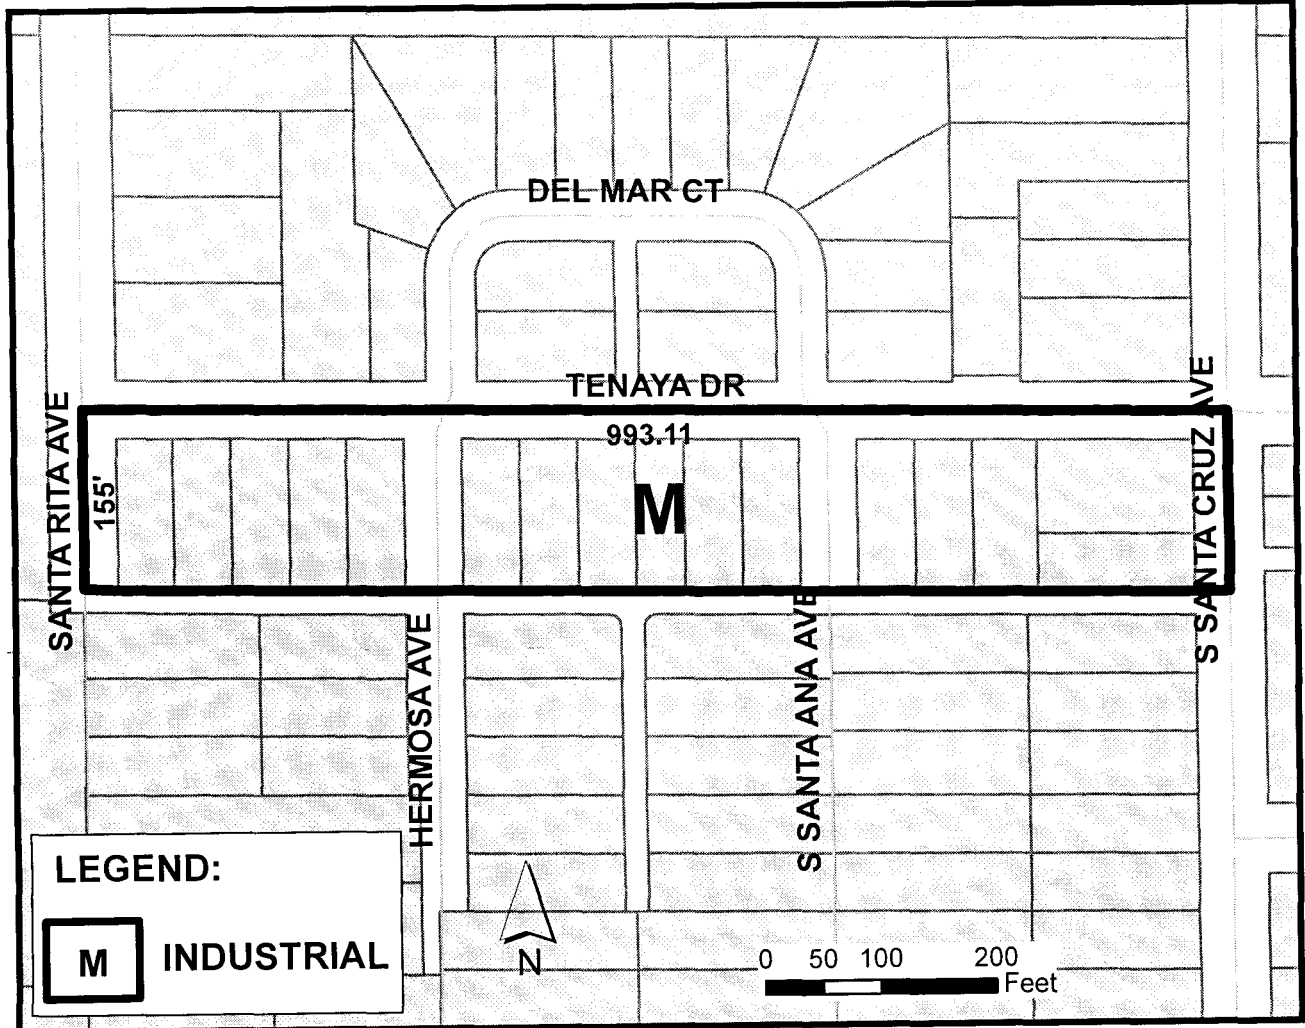 DEL MAR CT
TENAYA DR
993.11
SANTA RITA AVE
155'
M
S SANTA CRUZ AVE
HERMOSA AVE
S SANTA ANA AVE
LEGEND:
M INDUSTRIAL
N
0 50 100 200
Feet